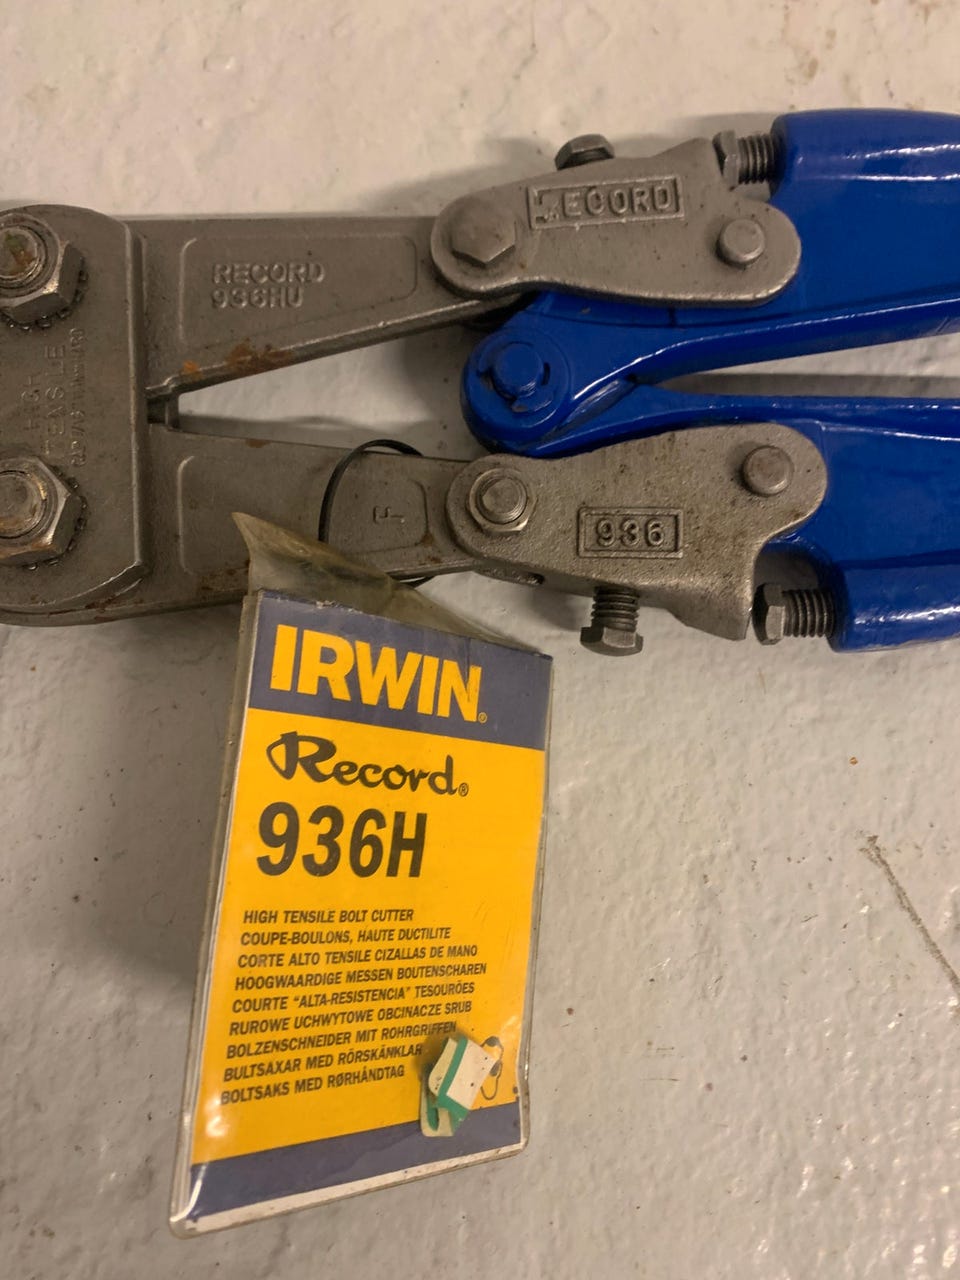 RECORD
RECORD
936HU
HIGH
TENSILE
F
936
IRWIN®
Record®
936H
HIGH TENSILE BOLT CUTTER
COUPE-BOULONS, HAUTE DUCTILITE
CORTE ALTO TENSILE CIZALLAS DE MANO
HOOGWAARDIGE MESSEN BOUTENSCHAREN
COURTE "ALTA-RESISTENCIA" TESOURÕES
RUROWE UCHWYTOWE OBCINACZE SRUB
BOLZENSCHNEIDER MIT ROHRGRIFFEN
BULTSAXAR MED RÖRSKÄNKLAR
BOLTSAKS MED RØRHÅNDTAG